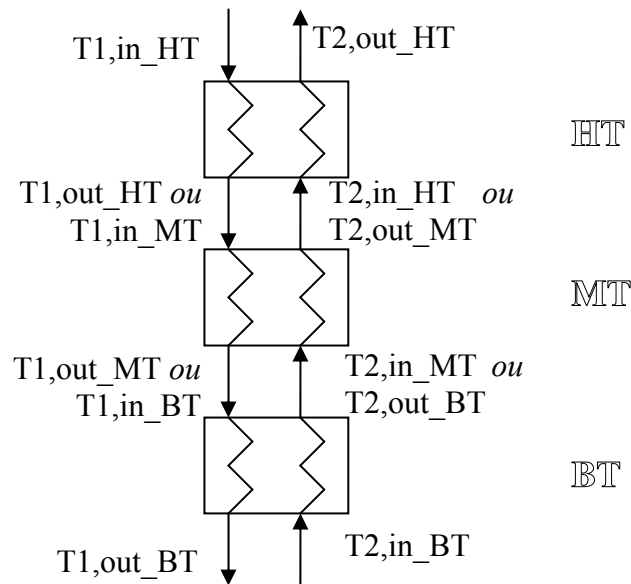 T1,in_HT
T2,out_HT
HT
T1,out_HT ou
T1,in_MT
T2,in_HT ou
T2,out_MT
MT
T1,out_MT ou
T1,in_BT
T2,in_MT ou
T2,out_BT
BT
T1,out_BT
T2,in_BT